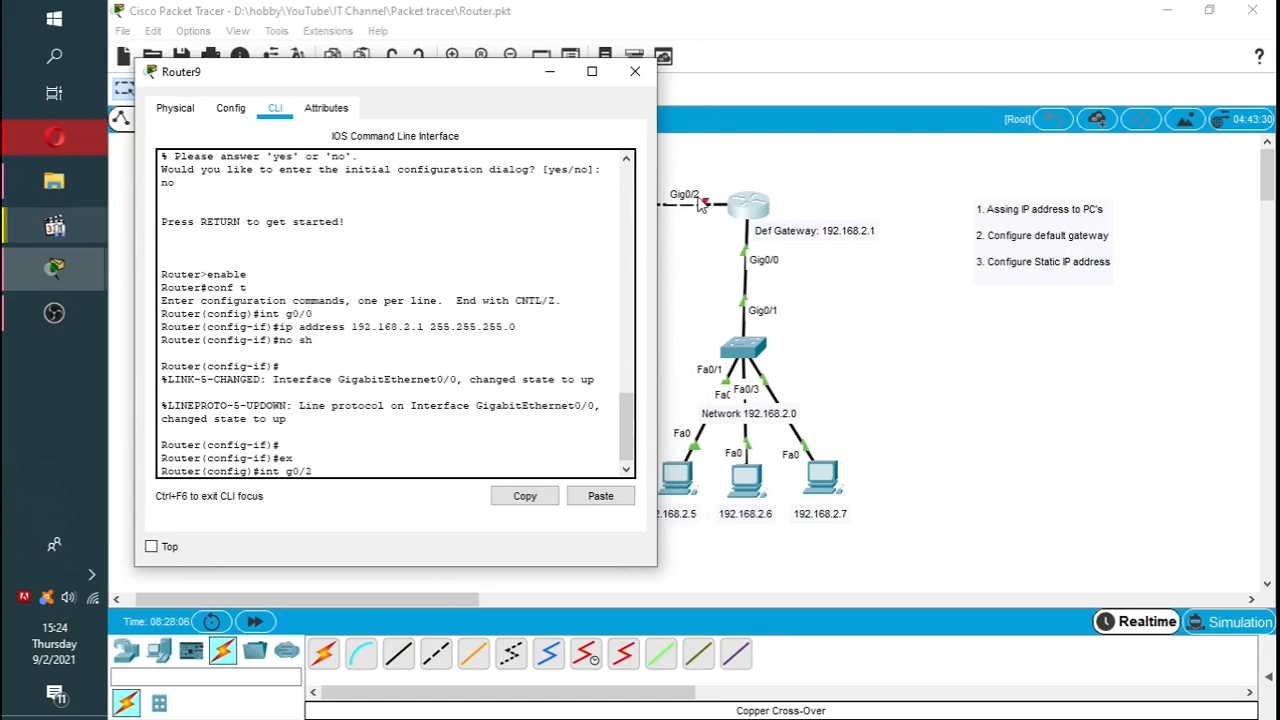 Cisco Packet Tracer - D:\hobby\YouTube\IT Channel\Packet tracer\Router.pkt
File Edit Options View Tools Extensions Help
?
Router9
Physical Config CLI Attributes
[Root] 04:43:30
IOS Command Line Interface
% Please answer 'yes' or 'no'.
Would you like to enter the initial configuration dialog? [yes/no]:
no
Press RETURN to get started!
Router>enable
Router#conf t
Enter configuration commands, one per line.  End with CNTL/Z.
Router(config)#int g0/0
Router(config-if)#ip address 192.168.2.1 255.255.255.0
Router(config-if)#no sh
Router(config-if)#
%LINK-5-CHANGED: Interface GigabitEthernet0/0, changed state to up
%LINEPROTO-5-UPDOWN: Line protocol on Interface GigabitEthernet0/0,
changed state to up
Router(config-if)#
Router(config-if)#ex
Router(config)#int g0/2
Ctrl+F6 to exit CLI focus
Copy Paste
Top
Gig0/2
Def Gateway: 192.168.2.1
Gig0/0
Gig0/1
Fa0/1
Fa0/3
Network 192.168.2.0
Fa0
Fa0
Fa0
192.168.2.6 192.168.2.7
1. Assing IP address to PC's
2. Configure default gateway
3. Configure Static IP address
Time: 08:28:06
Realtime Simulation
15:24
Thursday
9/2/2021
11
Copper Cross-Over